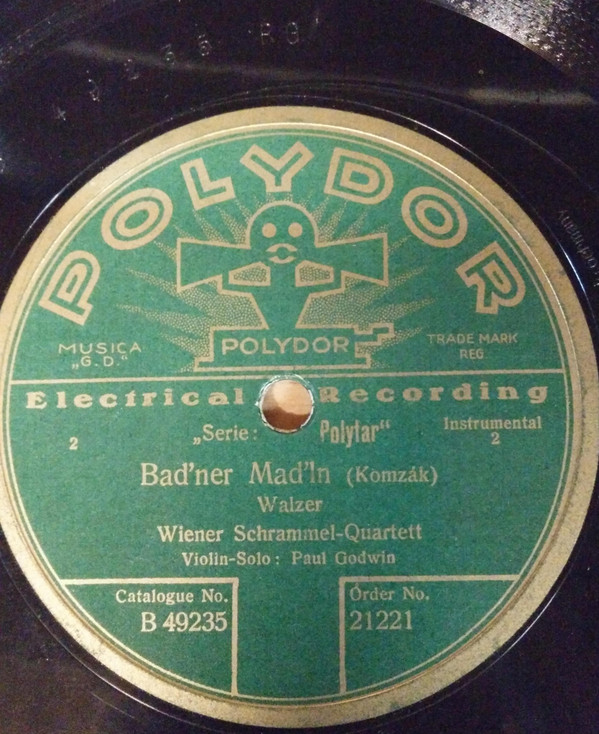 POLYDOR
POLYDOR
MUSICA
„G.D.“
TRADE MARK
REG.
Electrical Recording
2
„Serie: Polyfar“
Instrumental
2
Bad'ner Mad'ln (Komzák)
Walzer
Wiener Schrammel-Quartett
Violin-Solo: Paul Godwin
Catalogue No.
B 49235
Order No.
21221